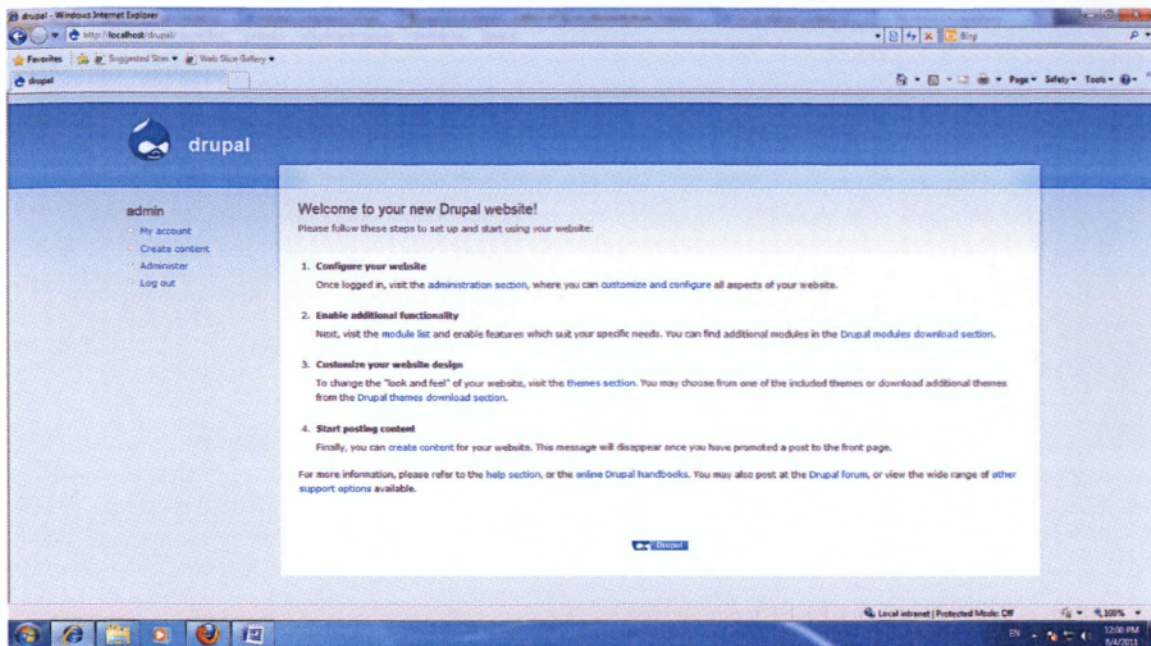 drupal - Windows Internet Explorer
http://localhost/drupal/
Bing
Favorites Suggested Sites Web Slice Gallery
drupal
Page Safety Tools
drupal
admin
My account
Create content
Administer
Log out
Welcome to your new Drupal website!
Please follow these steps to set up and start using your website:
1. Configure your website
Once logged in, visit the administration section, where you can customize and configure all aspects of your website.
2. Enable additional functionality
Next, visit the module list and enable features which suit your specific needs. You can find additional modules in the Drupal modules download section.
3. Customize your website design
To change the "look and feel" of your website, visit the themes section. You may choose from one of the included themes or download additional themes
from the Drupal themes download section.
4. Start posting content
Finally, you can create content for your website. This message will disappear once you have promoted a post to the front page.
For more information, please refer to the help section, or the online Drupal handbooks. You may also post at the Drupal forum, or view the wide range of other
support options available.
Drupal
Local intranet | Protected Mode: Off
100%
EN
12:00 PM
8/4/2011